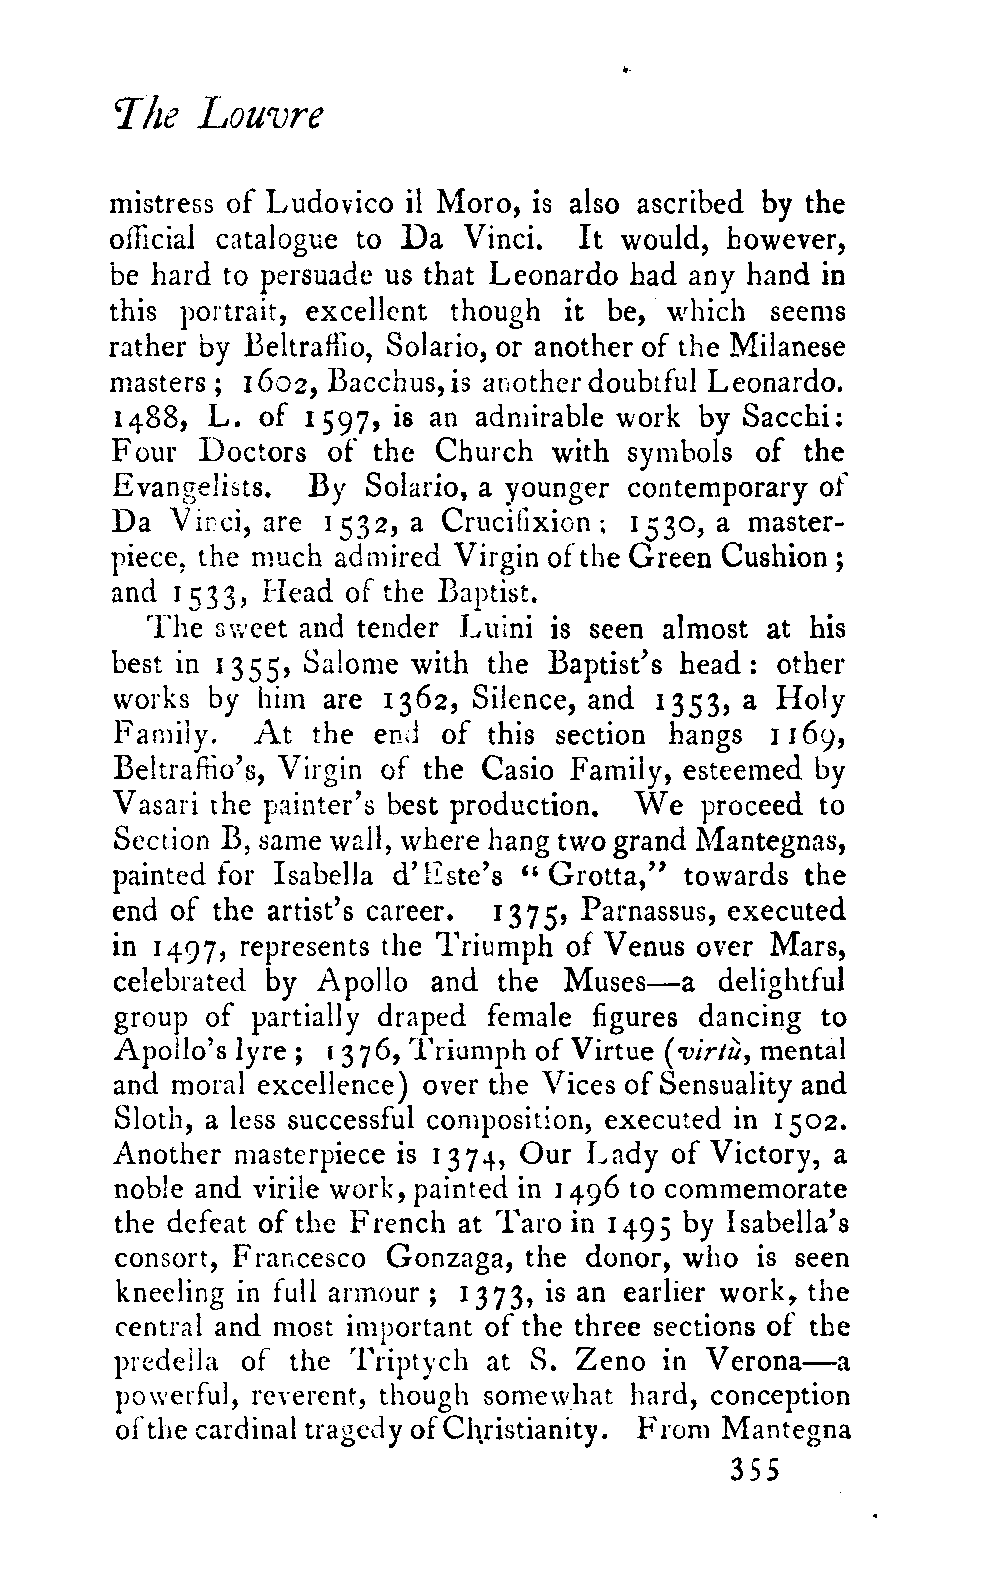 The Louvre
mistress of Ludovico il Moro, is also ascribed by the
official catalogue to Da Vinci. It would, however,
be hard to persuade us that Leonardo had any hand in
this portrait, excellent though it be, which seems
rather by Beltraffio, Solario, or another of the Milanese
masters; 1602, Bacchus, is another doubtful Leonardo.
1488, L. of 1597, is an admirable work by Sacchi:
Four Doctors of the Church with symbols of the
Evangelists. By Solario, a younger contemporary of
Da Vinci, are 1532, a Crucifixion; 1530, a master-
piece, the much admired Virgin of the Green Cushion;
and 1533, Head of the Baptist.
The sweet and tender Luini is seen almost at his
best in 1355, Salome with the Baptist's head: other
works by him are 1362, Silence, and 1353, a Holy
Family. At the end of this section hangs 1169,
Beltraffio's, Virgin of the Casio Family, esteemed by
Vasari the painter's best production. We proceed to
Section B, same wall, where hang two grand Mantegnas,
painted for Isabella d'Este's "Grotta," towards the
end of the artist's career. 1375, Parnassus, executed
in 1497, represents the Triumph of Venus over Mars,
celebrated by Apollo and the Muses—a delightful
group of partially draped female figures dancing to
Apollo's lyre; 1376, Triumph of Virtue (virtù, mental
and moral excellence) over the Vices of Sensuality and
Sloth, a less successful composition, executed in 1502.
Another masterpiece is 1374, Our Lady of Victory, a
noble and virile work, painted in 1496 to commemorate
the defeat of the French at Taro in 1495 by Isabella's
consort, Francesco Gonzaga, the donor, who is seen
kneeling in full armour; 1373, is an earlier work, the
central and most important of the three sections of the
predella of the Triptych at S. Zeno in Verona—a
powerful, reverent, though somewhat hard, conception
of the cardinal tragedy of Christianity. From Mantegna
355